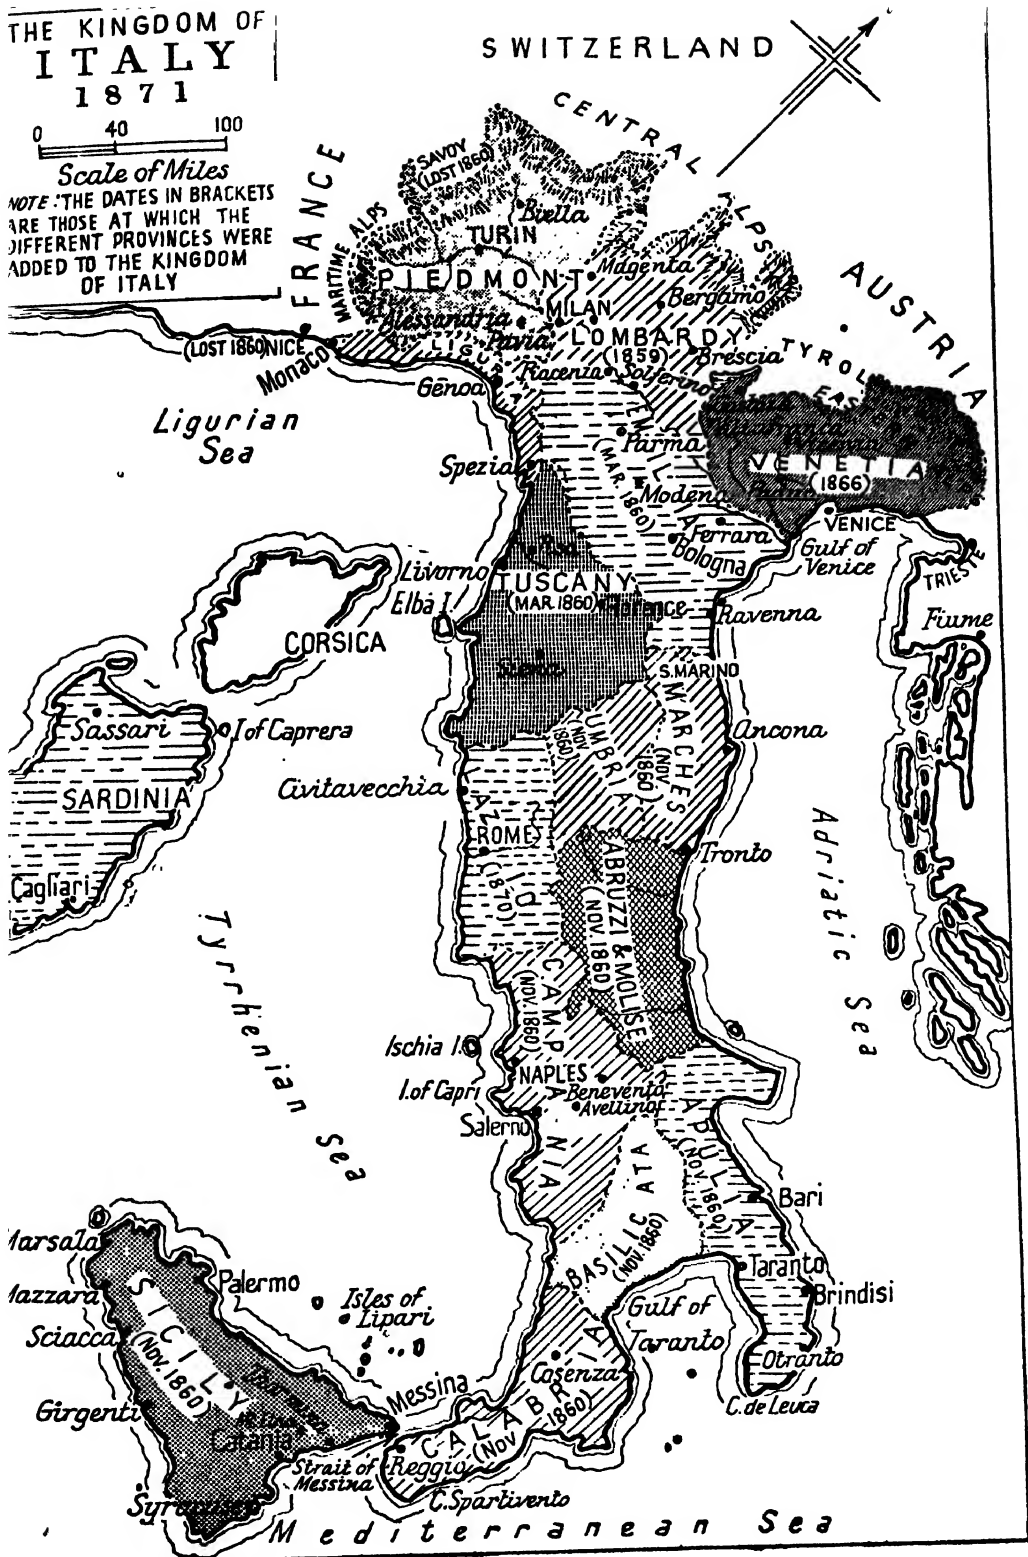 THE KINGDOM OF
ITALY
1871
0 40 100
Scale of Miles
NOTE:THE DATES IN BRACKETS
ARE THOSE AT WHICH THE
DIFFERENT PROVINCES WERE
ADDED TO THE KINGDOM
OF ITALY
SWITZERLAND
CENTRAL ALPS
FRANCE
MARITIME ALPS
SAVOY
(LOST 1860)
Biella
TURIN
PIEDMONT
Magenta
MILAN
Bergamo
AUSTRIA
Alessandria
Pavia
LOMBARDY
(1859)
Brescia
TYROL
(LOST 1860)
NICE
Monaco
LIGURIA
Genoa
Solferino
EMILIA
(MAR. 1860)
Parma
Modena
Ferrara
Bologna
VENETIA
(1866)
Padua
VENICE
Gulf of
Venice
TRIESTE
Fiume
Ligurian
Sea
Spezia
Pisa
Livorno
TUSCANY
(MAR. 1860)
Florence
Elba I.
Siena
Ravenna
S.MARINO
CORSICA
Sassari
I of Caprera
SARDINIA
Cagliari
UMBRIA
(NOV
1860)
MARCHES
(NOV
1860)
Ancona
Civitavecchia
ROME
(1870)
Tronto
ABRUZZI & MOLISE
(NOV.1860)
Adriatic Sea
Tyrrhenian Sea
CAMPANIA
(NOV.1860)
Ischia I.
I.of Capri
NAPLES
Benevento
Avellino
Salerno
APULIA
(NOV 1860)
BASILICATA
(NOV.1860)
Bari
Taranto
Brindisi
Gulf of
Taranto
Otranto
C.de Leuca
Marsala
Mazzara
Sciacca
Girgenti
Palermo
SICILY
(NOV.1860)
Isles of
Lipari
Messina
Catania
Strait of
Messina
Reggio
CALABRIA
(NOV 1860)
Cosenza
C.Spartivento
Mediterranean Sea